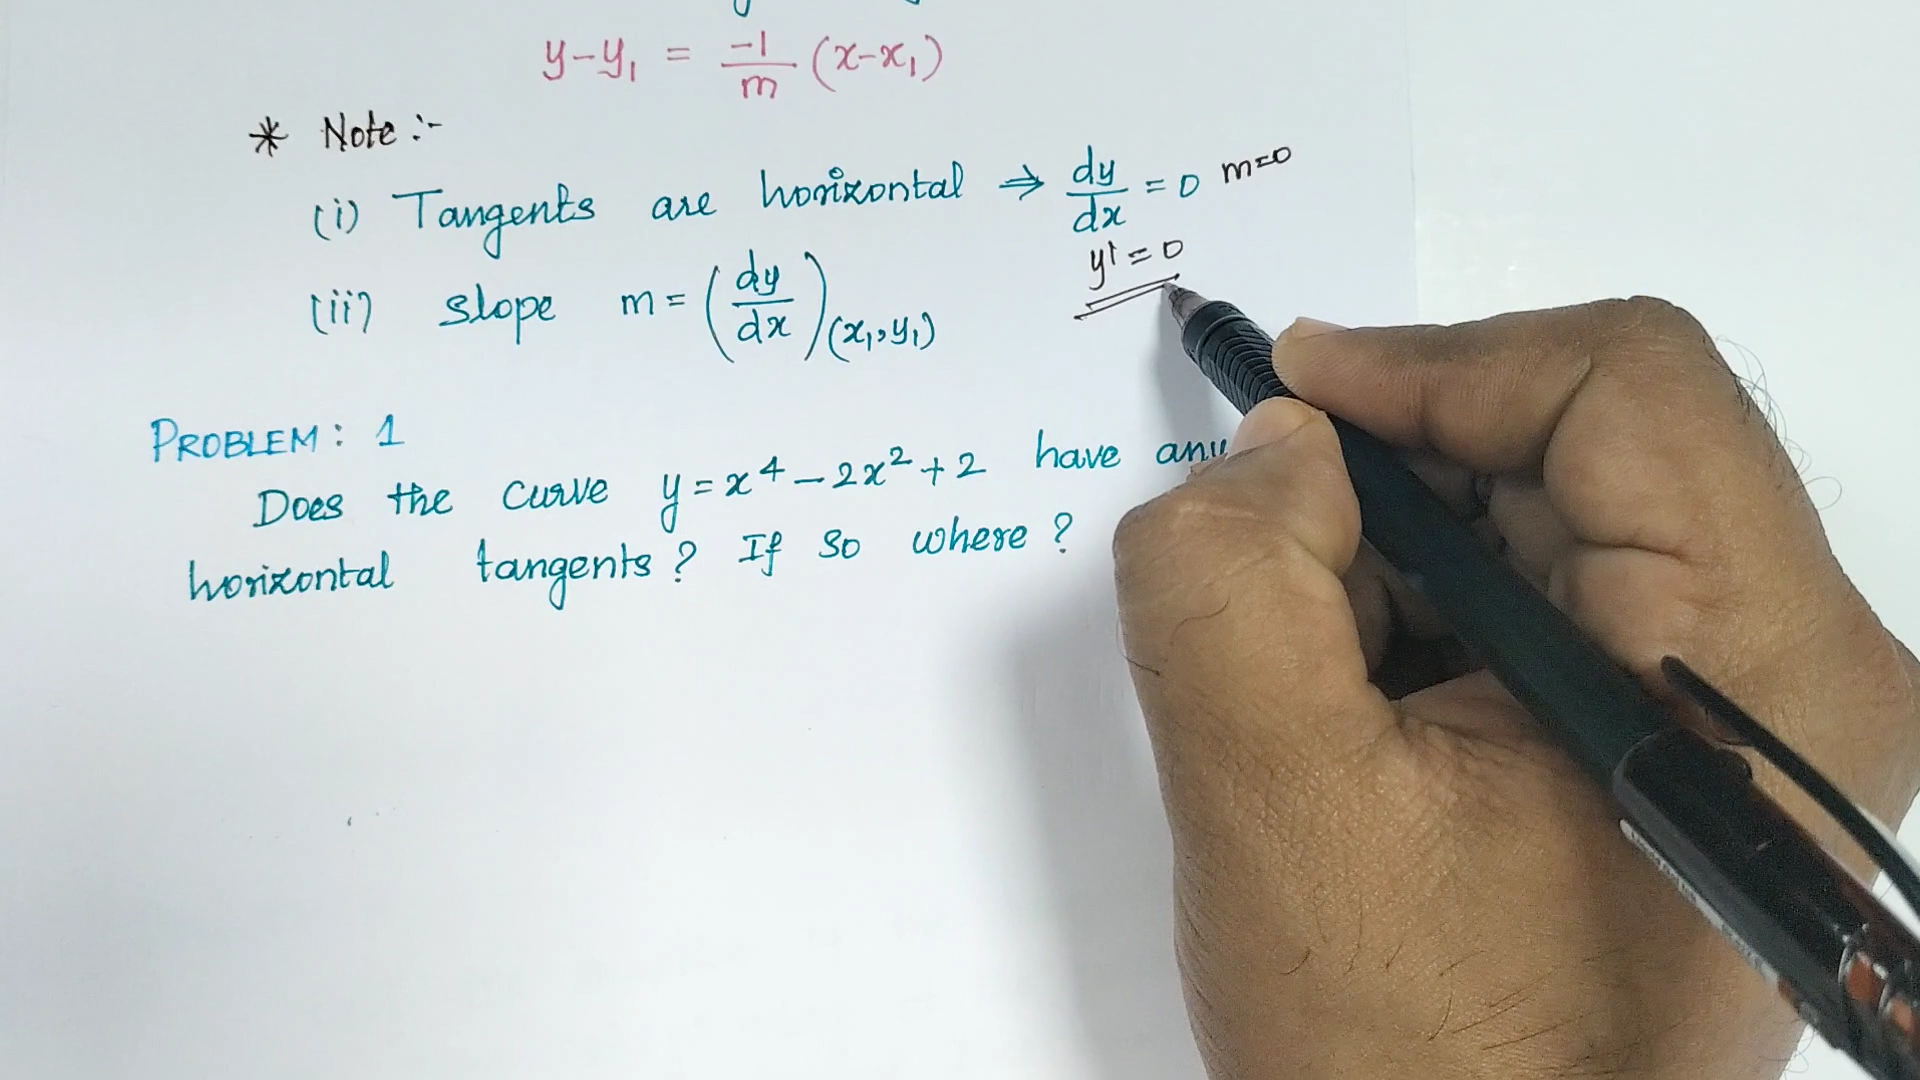 y-y₁ = -1/m (x-x₁)
* Note :-
(i) Tangents are horizontal ⇒ dy/dx = 0 m=0
y' = 0
(ii) slope m = (dy/dx)(x₁,y₁)
PROBLEM: 1
Does the curve y = x⁴ - 2x² + 2 have any
horizontal tangents? If so where?